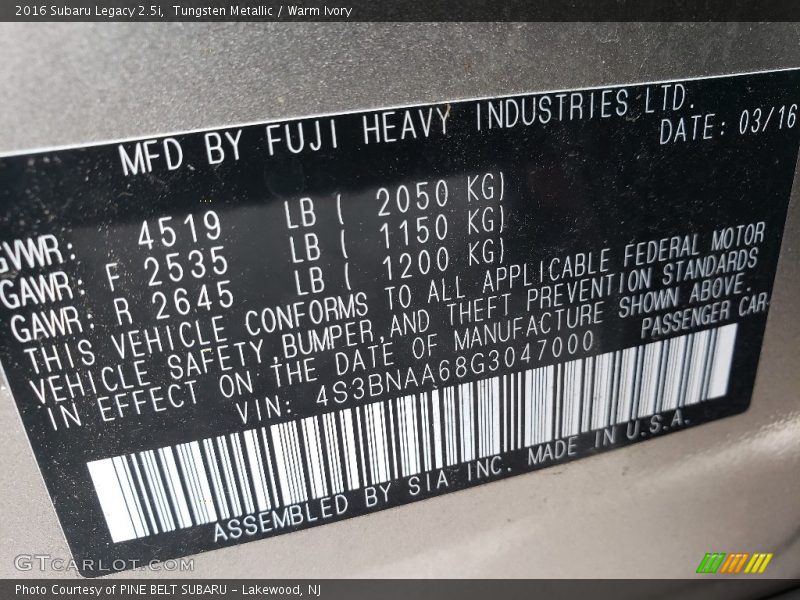 2016 Subaru Legacy 2.5i, Tungsten Metallic / Warm Ivory
MFD BY FUJI HEAVY INDUSTRIES LTD.
DATE: 03/16
GVWR: 4519 LB ( 2050 KG)
GAWR: F 2535 LB ( 1150 KG)
GAWR: R 2645 LB ( 1200 KG)
THIS VEHICLE CONFORMS TO ALL APPLICABLE FEDERAL MOTOR
VEHICLE SAFETY,BUMPER,AND THEFT PREVENTION STANDARDS
IN EFFECT ON THE DATE OF MANUFACTURE SHOWN ABOVE.
VIN: 4S3BNAA68G3047000 PASSENGER CAR
ASSEMBLED BY SIA INC. MADE IN U.S.A.
GTCARLOT.COM
Photo Courtesy of PINE BELT SUBARU - Lakewood, NJ